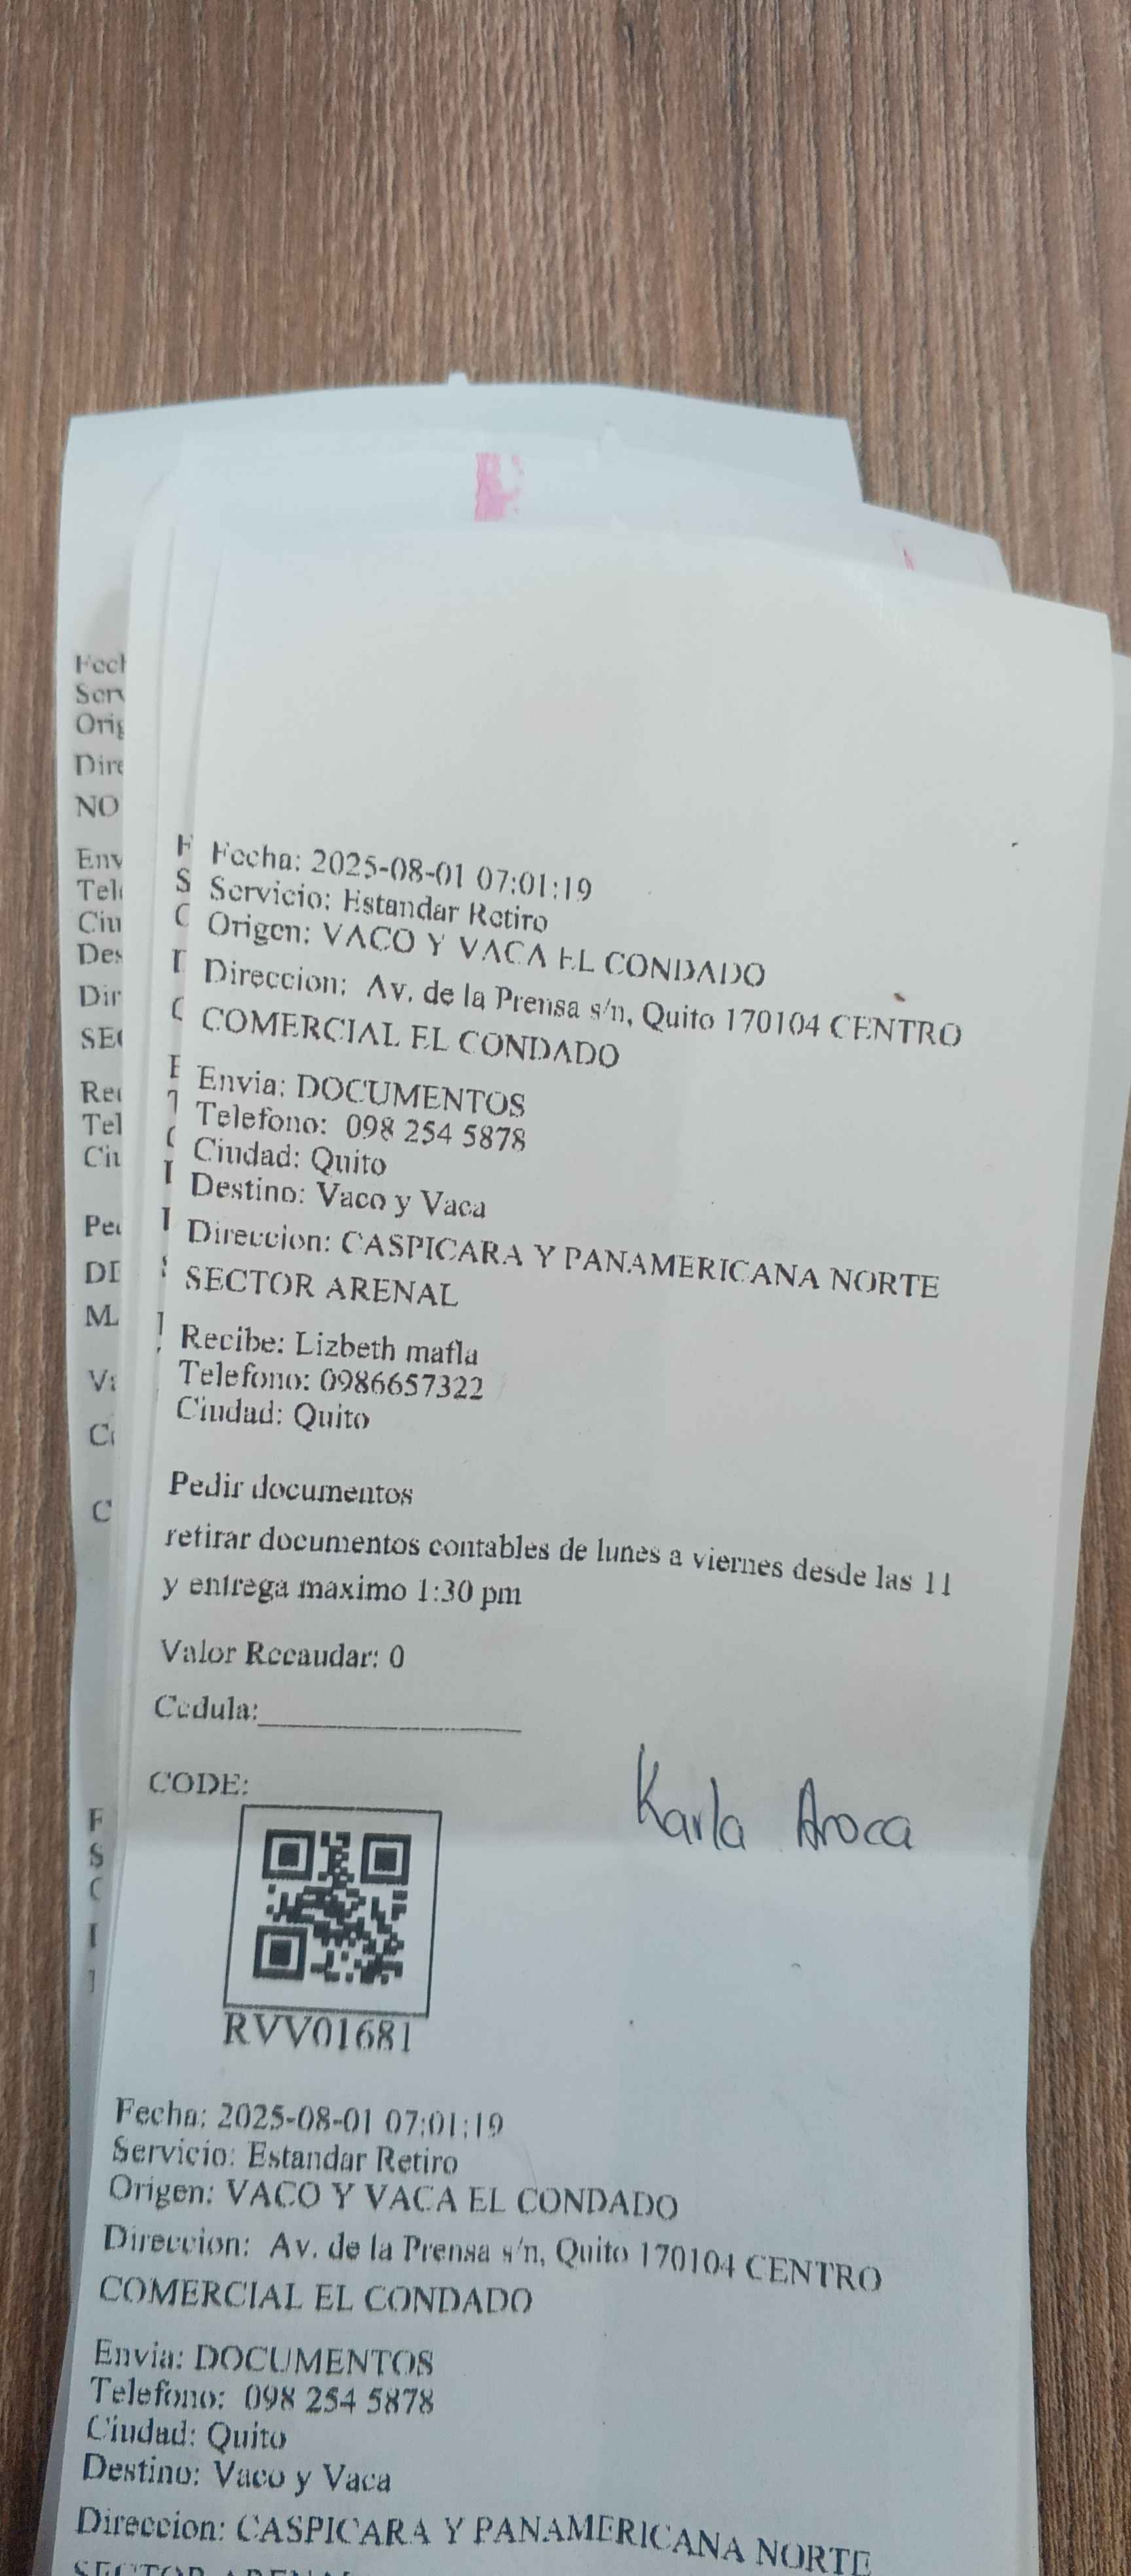 Fecha: 2025-08-01 07:01:19
Servicio: Estandar Retiro
Origen: VACO Y VACA EL CONDADO
Direccion: Av. de la Prensa s/n, Quito 170104 CENTRO
COMERCIAL EL CONDADO
Envia: DOCUMENTOS
Telefono: 098 254 5878
Ciudad: Quito
Destino: Vaco y Vaca
Direccion: CASPICARA Y PANAMERICANA NORTE
SECTOR ARENAL
Recibe: Lizbeth mafla
Telefono: 0986657322
Ciudad: Quito
Pedir documentos
retirar documentos contables de lunes a viernes desde las 11
y entrega maximo 1:30 pm
Valor Recaudar: 0
Cedula:
CODE:
Karla Aroca
RVV01681
Fecha: 2025-08-01 07:01:19
Servicio: Estandar Retiro
Origen: VACO Y VACA EL CONDADO
Direccion: Av. de la Prensa s/n, Quito 170104 CENTRO
COMERCIAL EL CONDADO
Envia: DOCUMENTOS
Telefono: 098 254 5878
Ciudad: Quito
Destino: Vaco y Vaca
Direccion: CASPICARA Y PANAMERICANA NORTE